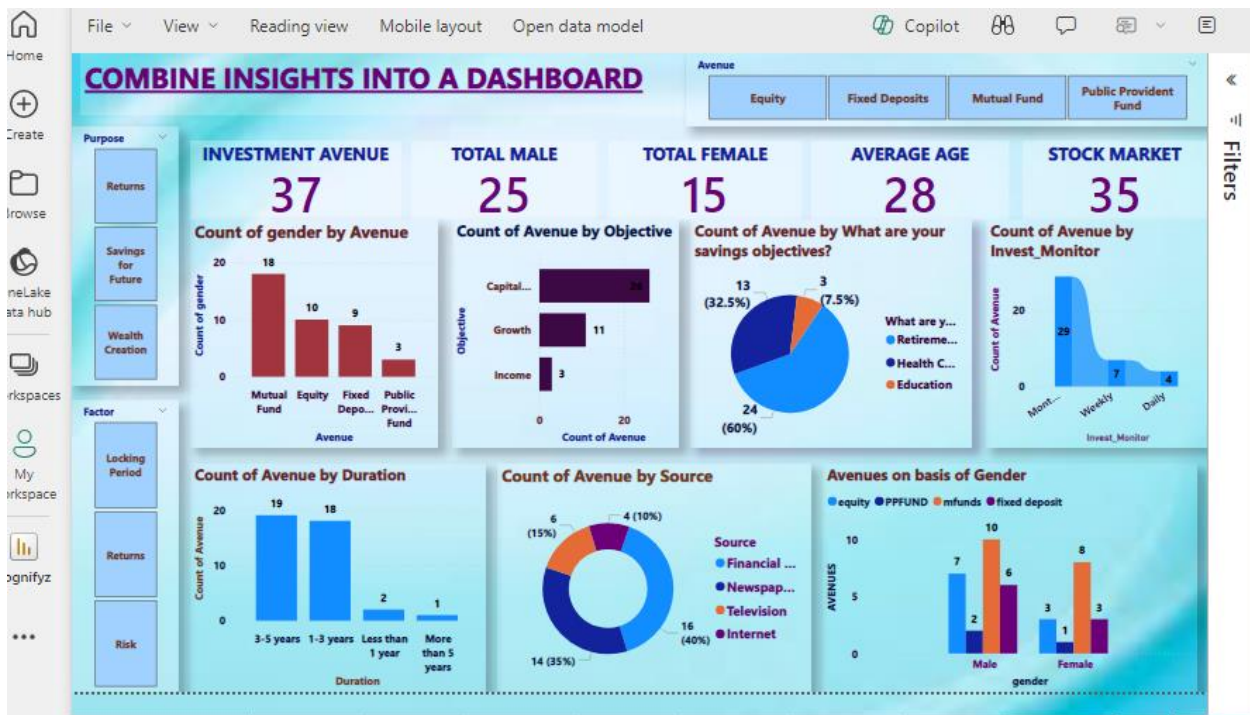 File View Reading view Mobile layout Open data model Copilot
Home
Create
Browse
OneLake
data hub
Workspaces
My
workspace
Cognifyz
COMBINE INSIGHTS INTO A DASHBOARD
Avenue
Equity
Fixed Deposits
Mutual Fund
Public Provident
Fund
Filters
Purpose
Returns
Savings
for
Future
Wealth
Creation
Factor
Locking
Period
Returns
Risk
INVESTMENT AVENUE
37
TOTAL MALE
25
TOTAL FEMALE
15
AVERAGE AGE
28
STOCK MARKET
35
Count of gender by Avenue
Count of gender
20
10
0
18
10
9
3
Mutual
Fund
Equity
Fixed
Depo...
Public
Provi...
Fund
Avenue
Count of Avenue by Objective
Objective
Capital...
26
Growth
11
Income
3
0
20
Count of Avenue
Count of Avenue by What are your
savings objectives?
13
(32.5%)
3
(7.5%)
24
(60%)
What are y...
Retireme...
Health C...
Education
Count of Avenue by
Invest_Monitor
Count of Avenue
20
0
29
7
4
Mont...
Weekly
Daily
Invest_Monitor
Count of Avenue by Duration
Count of Avenue
20
10
0
19
18
2
1
3-5 years
1-3 years
Less than
1 year
More
than 5
years
Duration
Count of Avenue by Source
6
(15%)
4 (10%)
16
(40%)
14 (35%)
Source
Financial ...
Newspap...
Television
Internet
Avenues on basis of Gender
equity PPFUND mfunds fixed deposit
AVENUES
10
5
0
7
2
10
6
3
1
8
3
Male
Female
gender